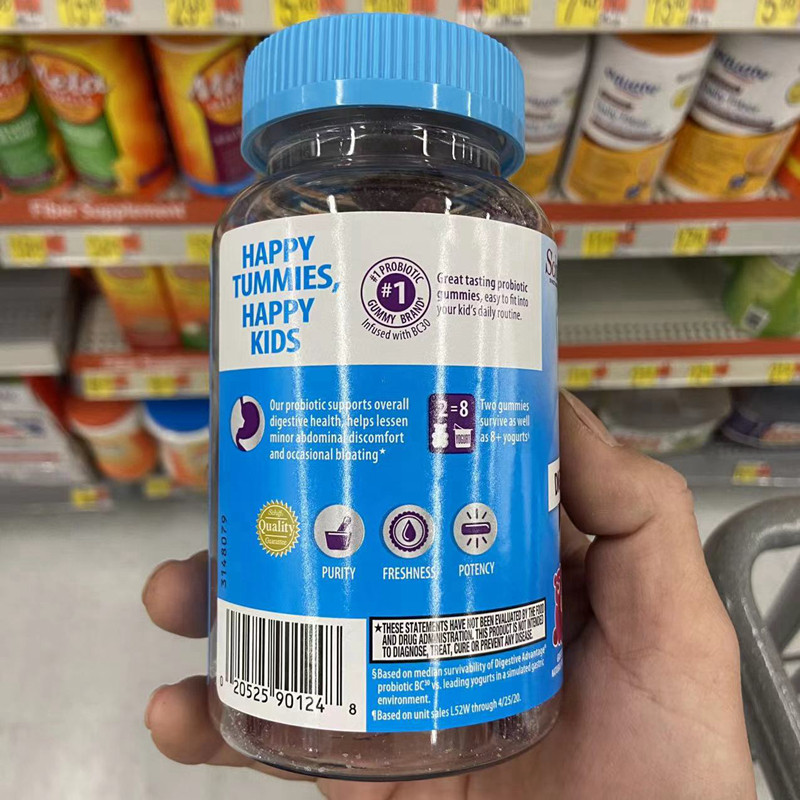 Meta
Meta
Fiber Supplement
HAPPY
TUMMIES,
HAPPY
KIDS
#1 PROBIOTIC
#1
GUMMY BRAND¶
Infused with BC30
Great tasting probiotic
gummies, easy to fit into
your kid's daily routine.
Our probiotic supports overall
digestive health, helps lessen
minor abdominal discomfort
and occasional bloating*
2=8
YOGURT
Two gummies
survive as well
as 8+ yogurts§
Quality
Guarantee
PURITY
FRESHNESS
POTENCY
3148079
0 20525 90124 8
*THESE STATEMENTS HAVE NOT BEEN EVALUATED BY THE FOOD
AND DRUG ADMINISTRATION. THIS PRODUCT IS NOT INTENDED
TO DIAGNOSE, TREAT, CURE OR PREVENT ANY DISEASE.
§Based on median survivability of Digestive Advantage®
probiotic BC30 vs. leading yogurts in a simulated gastric
environment.
¶Based on unit sales L52W through 4/25/20.